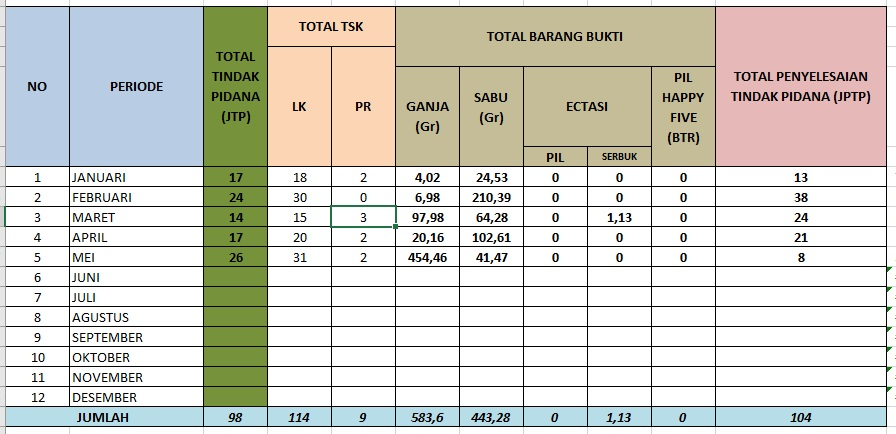 NO PERIODE TOTAL TINDAK PIDANA (JTP) TOTAL TSK TOTAL BARANG BUKTI TOTAL PENYELESAIAN TINDAK PIDANA (JPTP)
LK PR GANJA (Gr) SABU (Gr) ECTASI PIL HAPPY FIVE (BTR)
PIL SERBUK
1 JANUARI 17 18 2 4,02 24,53 0 0 0 13
2 FEBRUARI 24 30 0 6,98 210,39 0 0 0 38
3 MARET 14 15 3 97,98 64,28 0 1,13 0 24
4 APRIL 17 20 2 20,16 102,61 0 0 0 21
5 MEI 26 31 2 454,46 41,47 0 0 0 8
6 JUNI
7 JULI
8 AGUSTUS
9 SEPTEMBER
10 OKTOBER
11 NOVEMBER
12 DESEMBER
JUMLAH 98 114 9 583,6 443,28 0 1,13 0 104